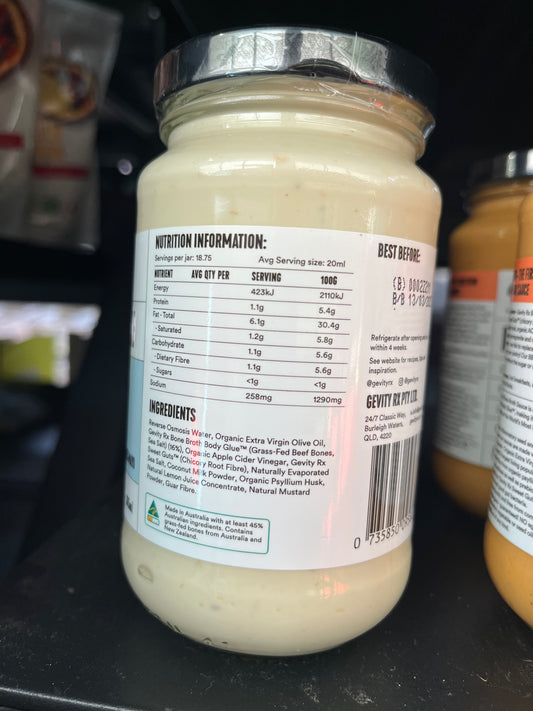 NUTRITION INFORMATION:
Servings per jar: 18.75 Avg Serving size: 20ml
NUTRIENT AVG QTY PER SERVING 100G
Energy 423kJ 2110kJ
Protein 1.1g 5.4g
Fat - Total 6.1g 30.4g
- Saturated 1.2g 5.8g
Carbohydrate 1.1g 5.6g
- Dietary Fibre 1.1g 5.6g
- Sugars <1g <1g
Sodium 258mg 1290mg
INGREDIENTS
Reverse Osmosis Water, Organic Extra Virgin Olive Oil,
Gevity Rx Bone Broth Body Glue™ (Grass-Fed Beef Bones,
Sea Salt) (16%), Organic Apple Cider Vinegar, Gevity Rx
Sweet Guts™ (Chicory Root Fibre), Naturally Evaporated
Sea Salt, Coconut Milk Powder, Organic Psyllium Husk,
Natural Lemon Juice Concentrate, Natural Mustard
Powder, Guar Fibre.
Made in Australia with at least 45%
Australian ingredients. Contains
grass-fed bones from Australia and
New Zealand.
BEST BEFORE:
B/B 13/03/
Refrigerate after opening
within 4 weeks.
See website for recipes,
inspiration.
@gevityrx @gevityrx
GEVITY RX PTY LTD.
24/7 Classic Way,
Burleigh Waters,
QLD, 4220
0 735850